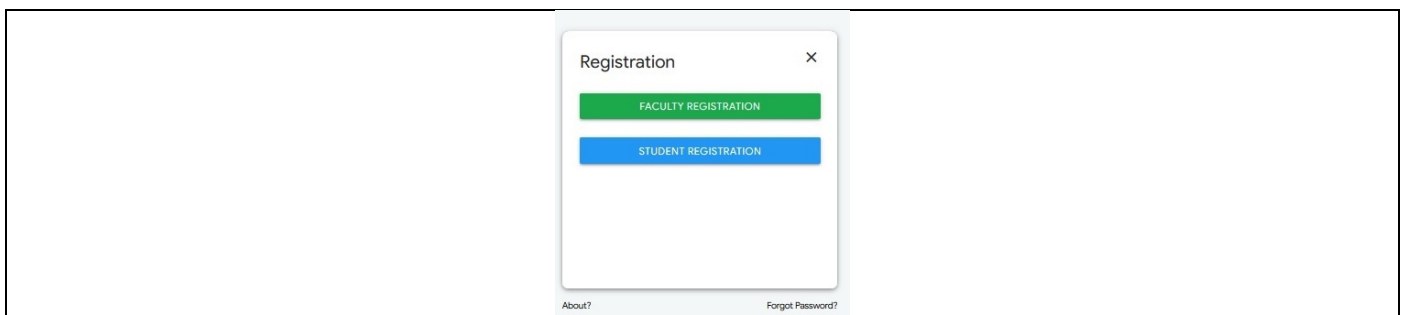 Registration
FACULTY REGISTRATION
STUDENT REGISTRATION
About? Forgot Password?